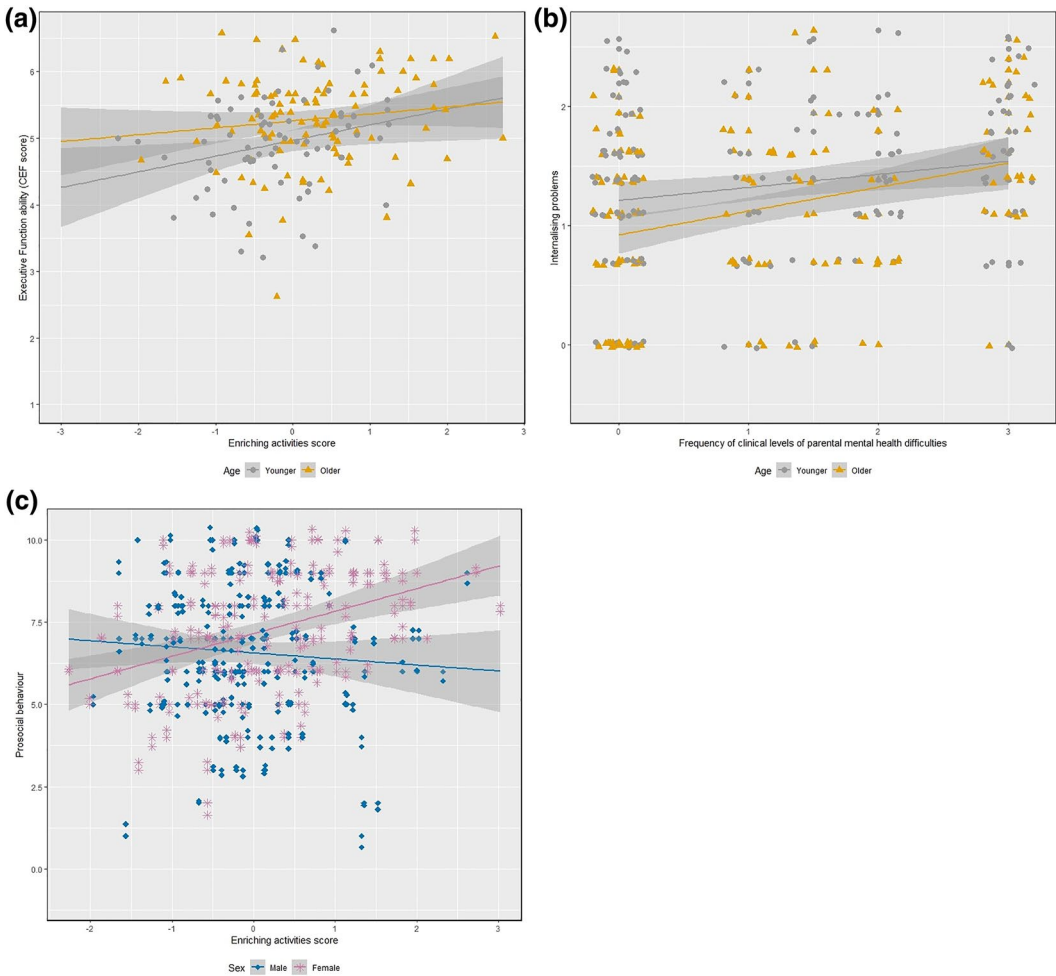 (a)
Executive Function ability (CEF score)
6
5
4
3
2
1
-3 -2 -1 0 1 2 3
Enriching activities score
Age Younger Older
(b)
Internalising problems
2
1
0
0 1 2 3
Frequency of clinical levels of parental mental health difficulties
Age Younger Older
(c)
Prosocial behaviour
10.0
7.5
5.0
2.5
0.0
-2 -1 0 1 2 3
Enriching activities score
Sex Male Female